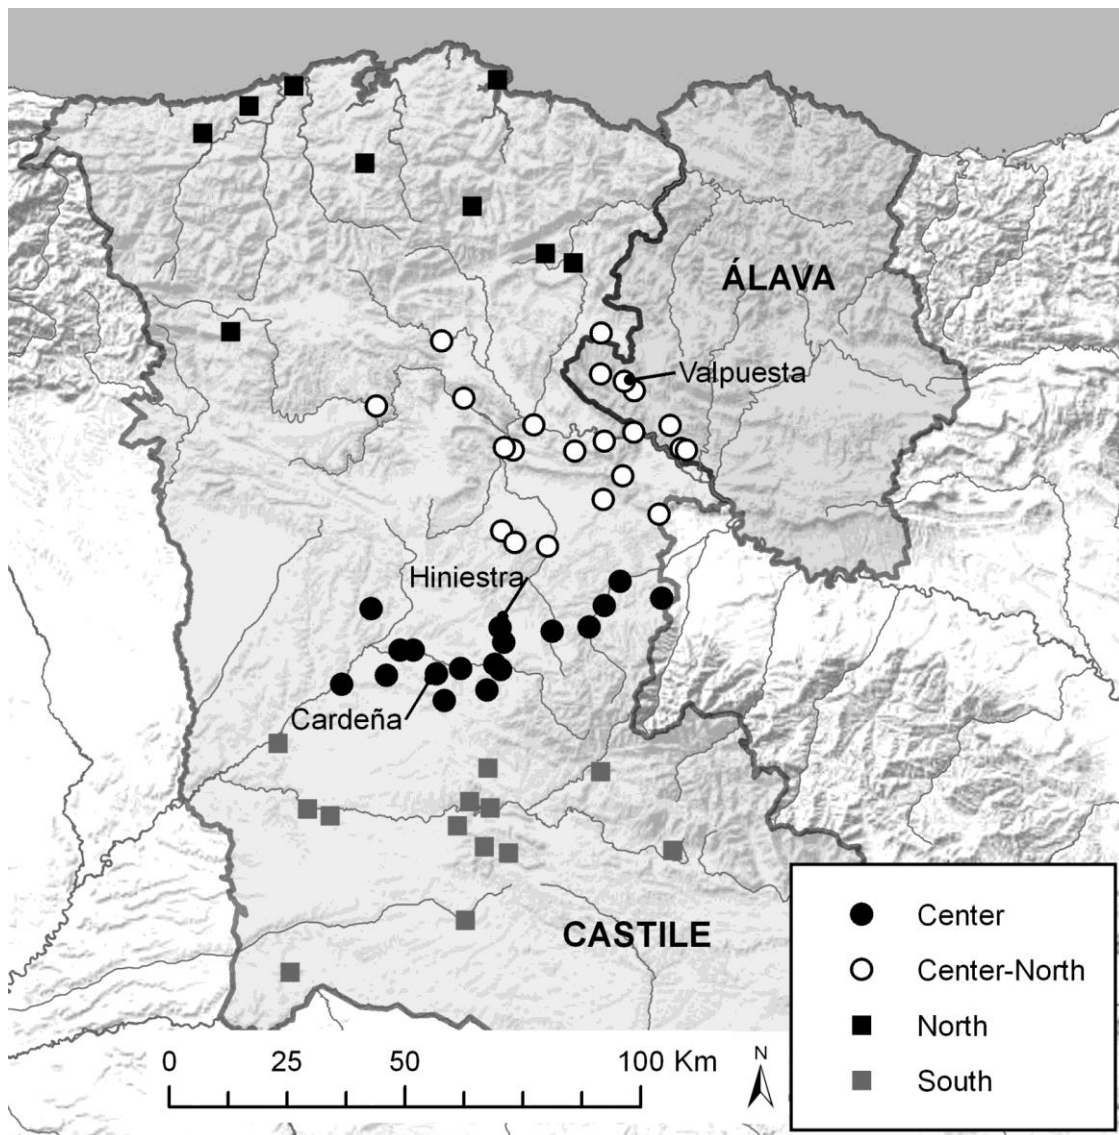 ÁLAVA
Valpuesta
Hiniestra
Cardeña
CASTILE
0 25 50 100 Km
N
Center
Center-North
North
South